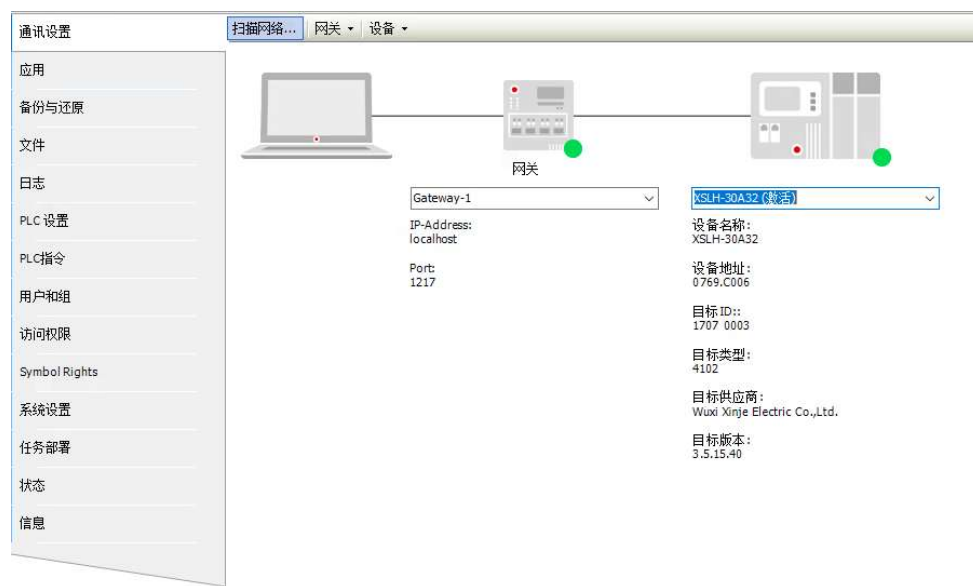 通讯设置
扫描网络...
网关
设备
应用
备份与还原
文件
日志
PLC 设置
PLC指令
用户和组
访问权限
Symbol Rights
系统设置
任务部署
状态
信息
网关
Gateway-1
IP-Address:
localhost
Port:
1217
XSLH-30A32 (激活)
设备名称:
XSLH-30A32
设备地址:
0769.C006
目标ID::
1707 0003
目标类型:
4102
目标供应商:
Wuxi Xinje Electric Co.,Ltd.
目标版本:
3.5.15.40